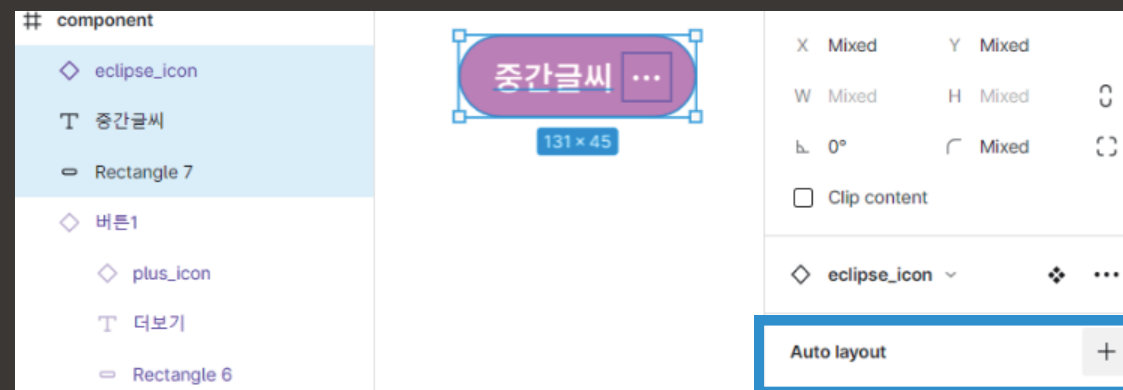 component
eclipse_icon
중간글씨
Rectangle 7
버튼1
plus_icon
더보기
Rectangle 6
중간글씨 ···
131 × 45
X Mixed Y Mixed
W Mixed H Mixed
0° Mixed
Clip content
eclipse_icon
Auto layout